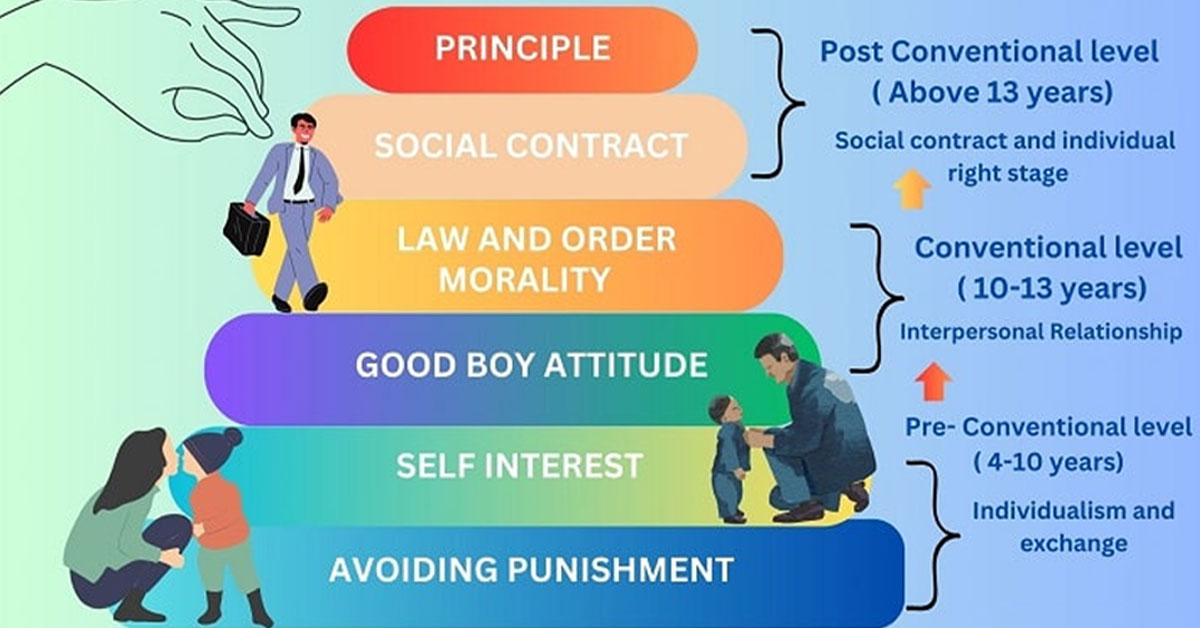 PRINCIPLE
SOCIAL CONTRACT
LAW AND ORDER
MORALITY
GOOD BOY ATTITUDE
SELF INTEREST
AVOIDING PUNISHMENT
Post Conventional level
( Above 13 years)
Social contract and individual
right stage
Conventional level
( 10-13 years)
Interpersonal Relationship
Pre- Conventional level
( 4-10 years)
Individualism and
exchange